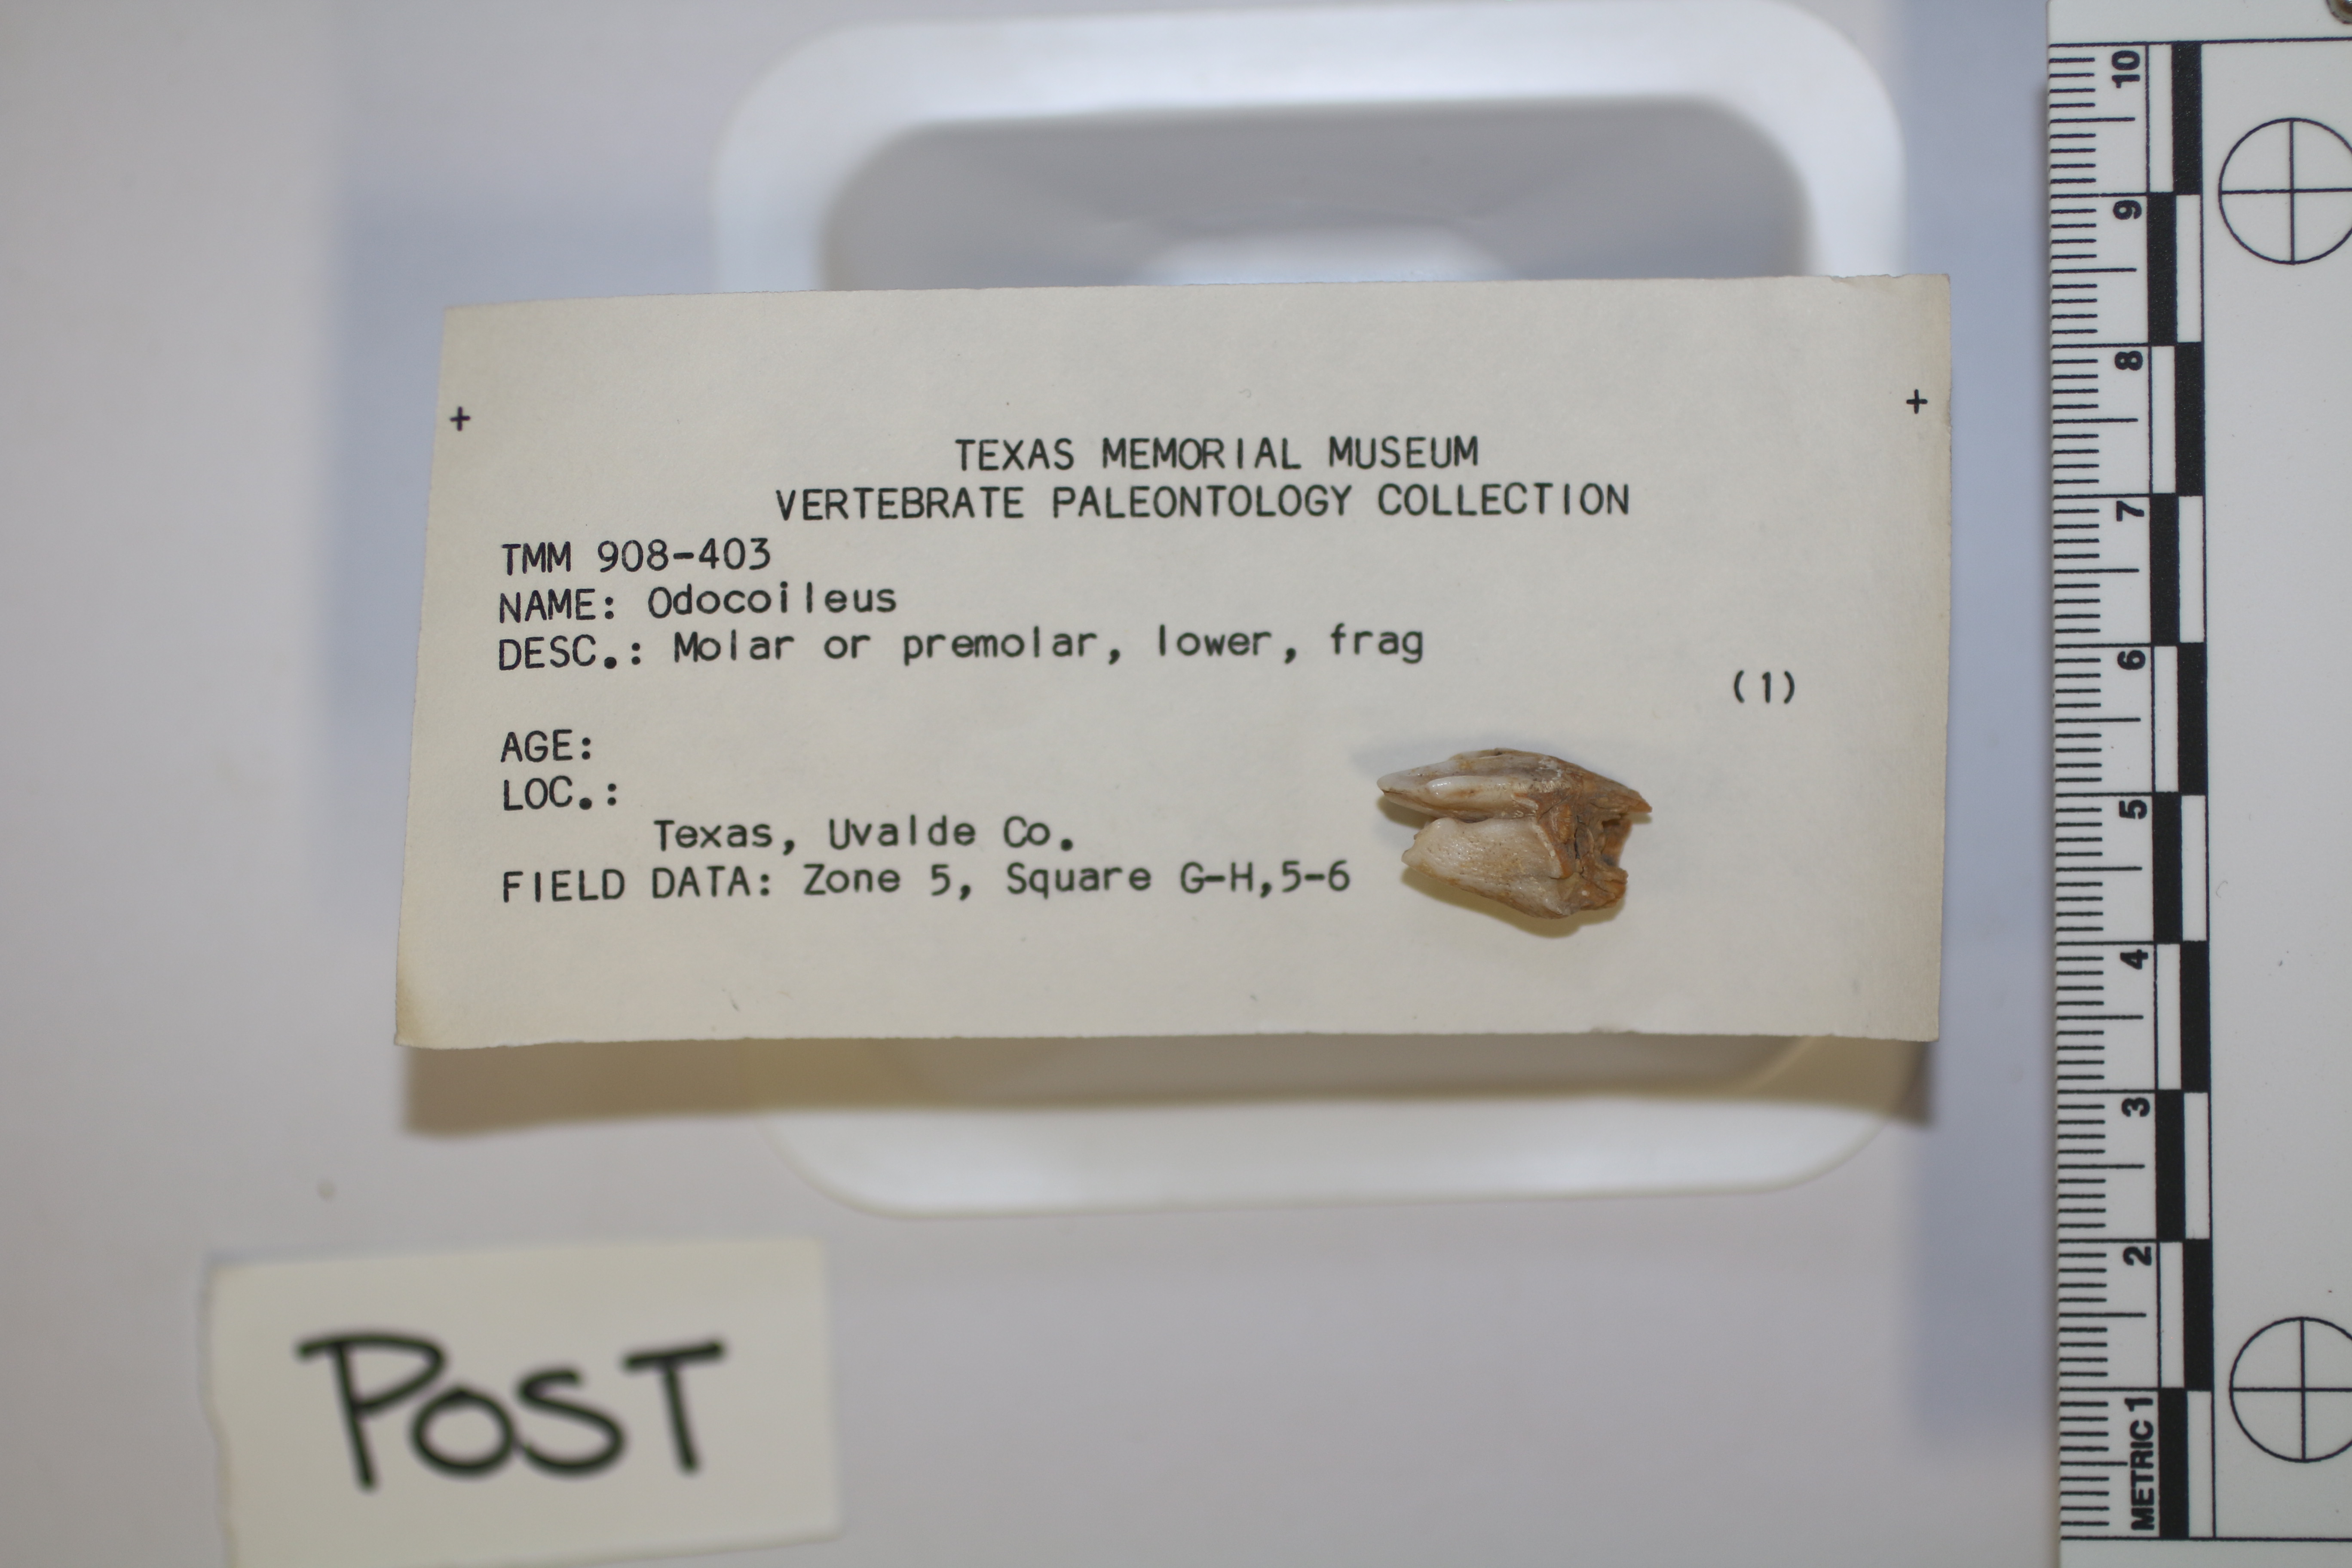 POST
+ +
TEXAS MEMORIAL MUSEUM
VERTEBRATE PALEONTOLOGY COLLECTION
TMM 908-403
NAME: Odocoileus
DESC.: Molar or premolar, lower, frag
(1)
AGE:
LOC.:
Texas, Uvalde Co.
FIELD DATA: Zone 5, Square G-H,5-6
METRIC 1 2 3 4 5 6 7 8 9 10